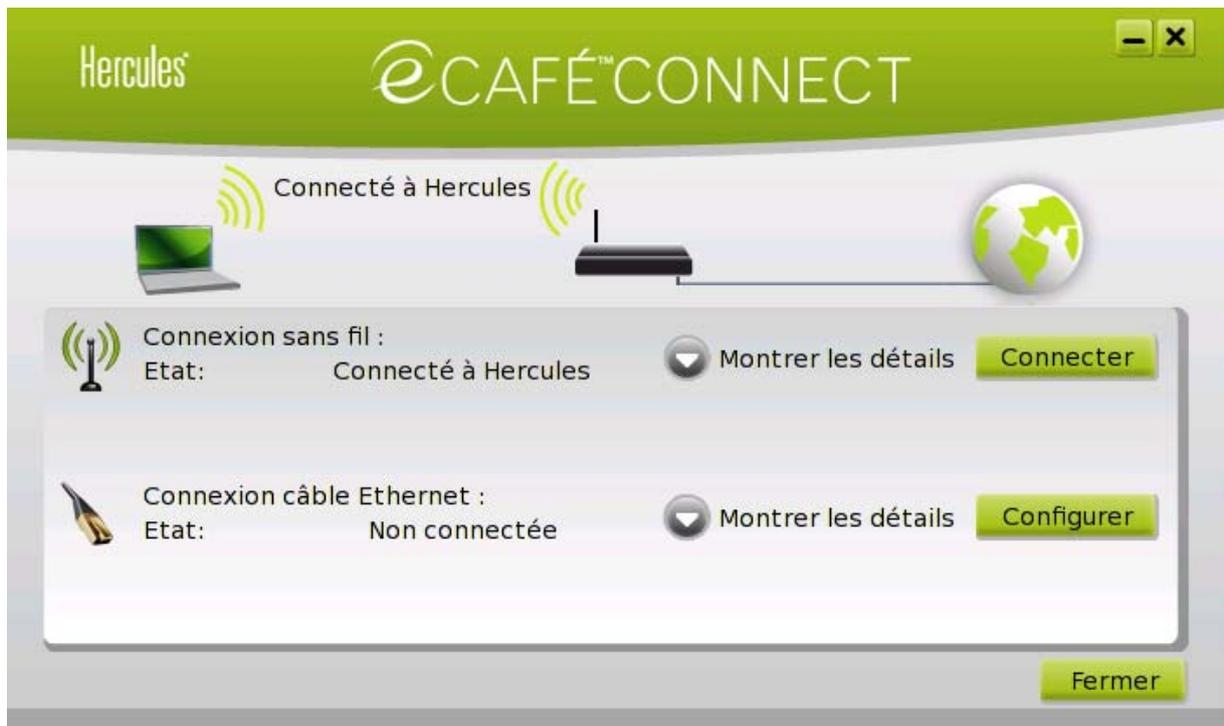 Hercules
eCAFÉ™CONNECT
Connecté à Hercules
Connexion sans fil :
Etat: Connecté à Hercules
Montrer les détails
Connecter
Connexion câble Ethernet :
Etat: Non connectée
Montrer les détails
Configurer
Fermer